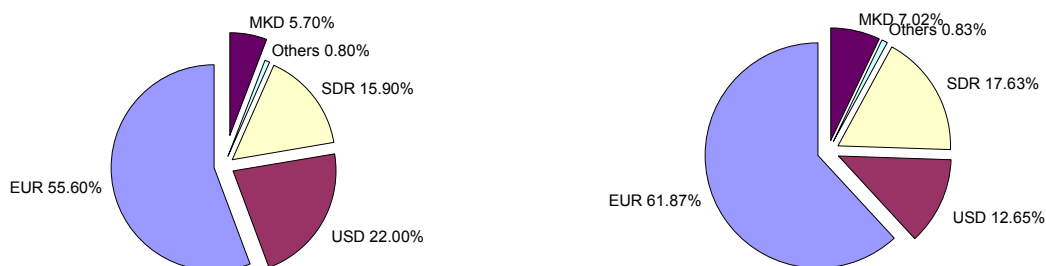 MKD 5.70%
Others 0.80%
SDR 15.90%
EUR 55.60%
USD 22.00%
MKD 7.02%
Others 0.83%
SDR 17.63%
EUR 61.87%
USD 12.65%